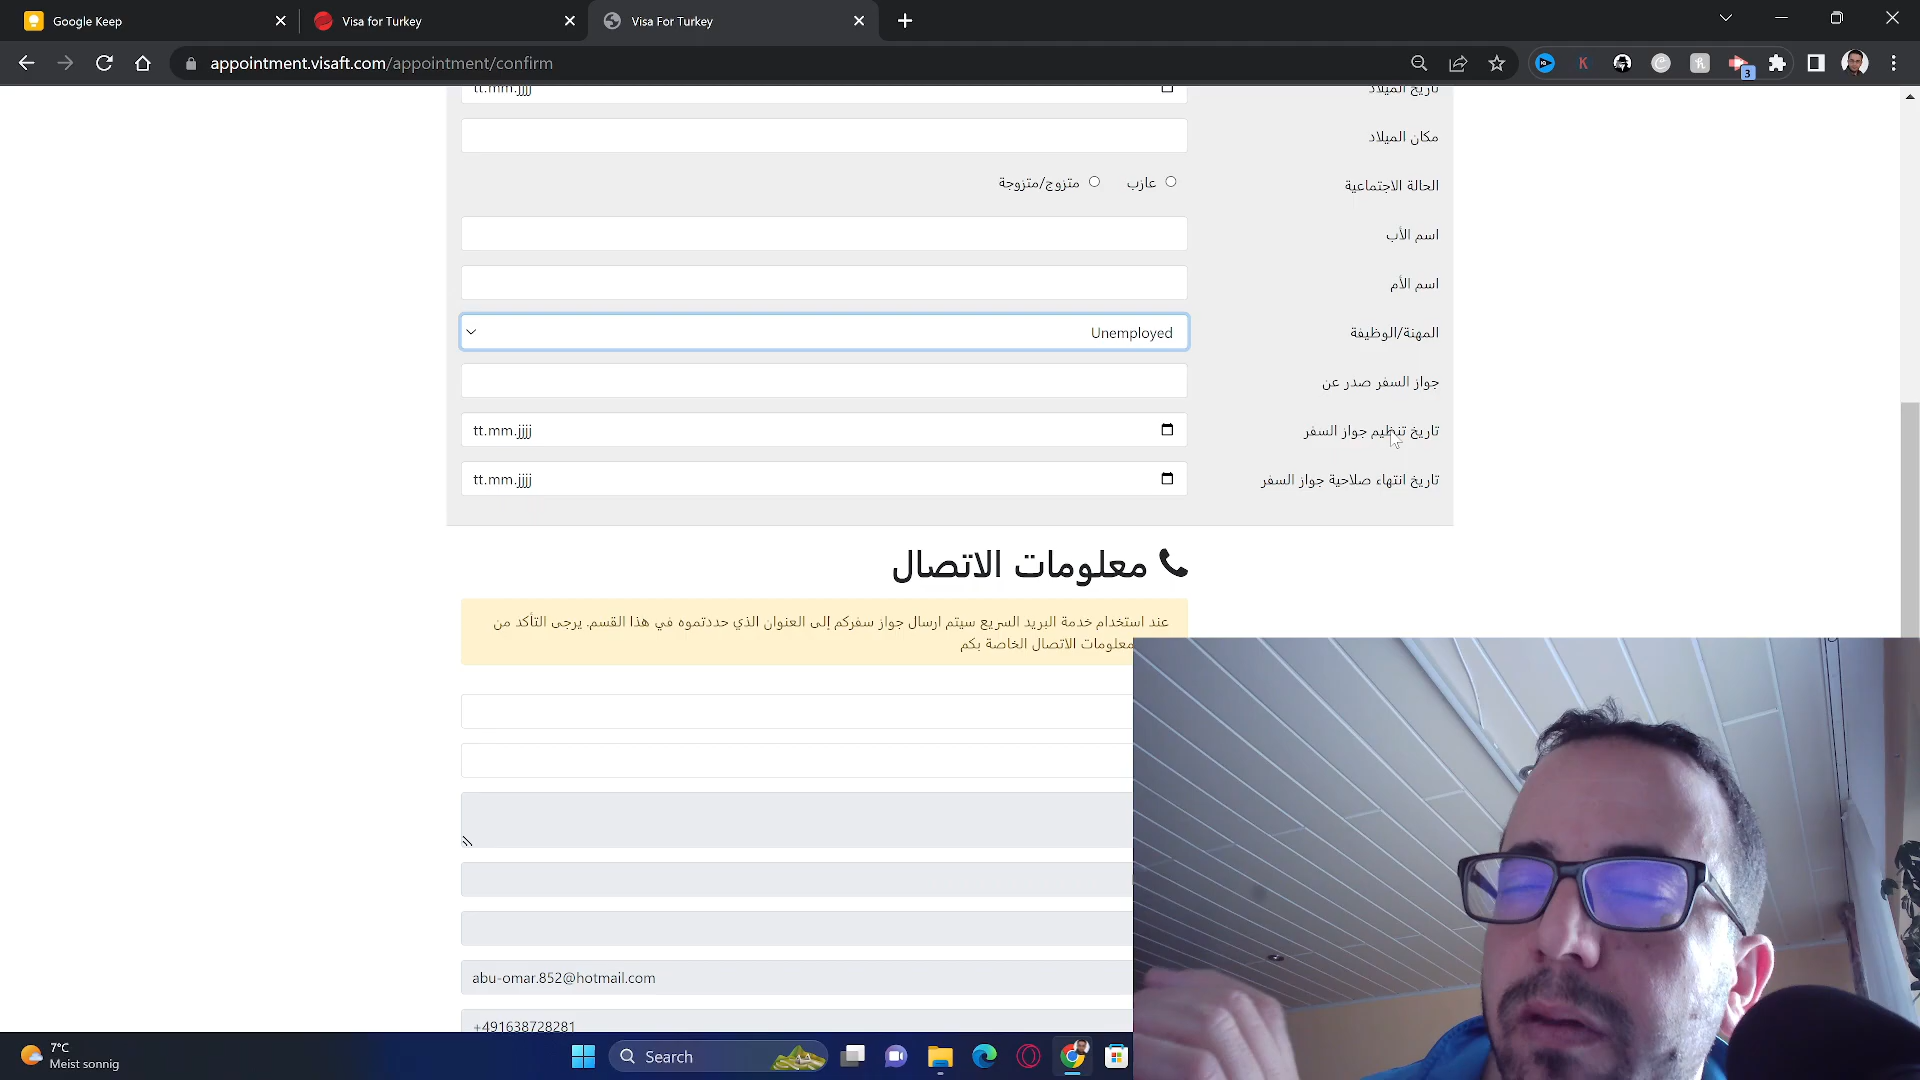 Google Keep
Visa for Turkey
Visa For Turkey
appointment.visaft.com/appointment/confirm
3
تاريخ الميلاد
tt.mm.jjjj
مكان الميلاد
الحالة الاجتماعية
عازب
متزوج/متزوجة
اسم الأب
اسم الأم
المهنة/الوظيفة
Unemployed
جواز السفر صدر عن
تاريخ تنظيم جواز السفر
tt.mm.jjjj
تاريخ انتهاء صلاحية جواز السفر
tt.mm.jjjj
معلومات الاتصال
عند استخدام خدمة البريد السريع سيتم ارسال جواز سفركم إلى العنوان الذي حددتموه في هذا القسم. يرجى التأكد من
معلومات الاتصال الخاصة بكم
abu-omar.852@hotmail.com
+491638728281
7°C
Meist sonnig
Search